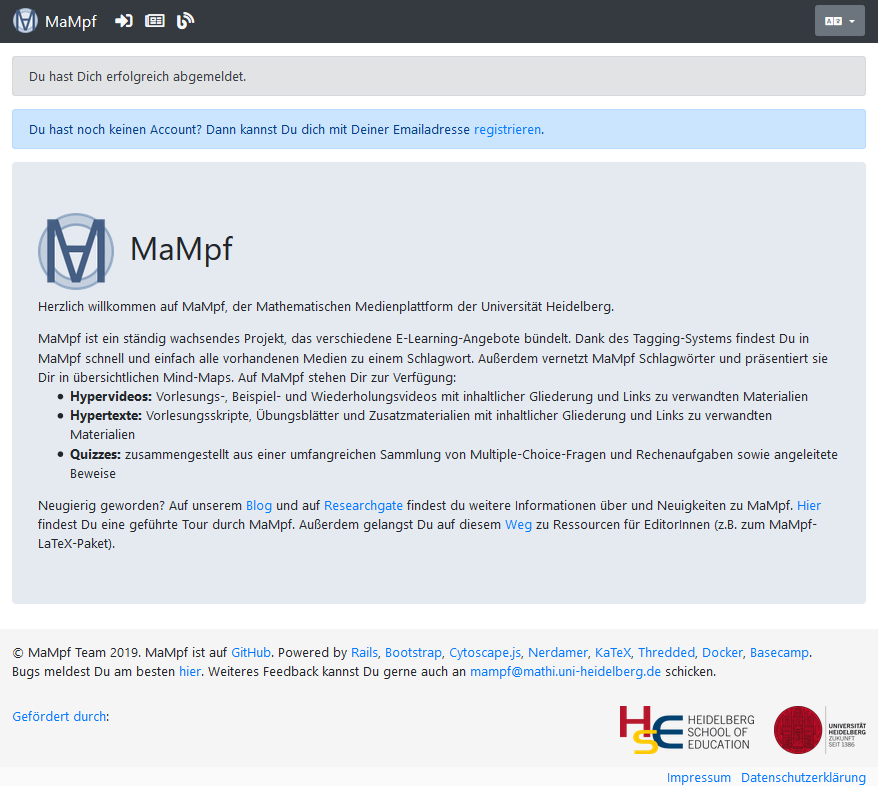 MaMpf
Du hast Dich erfolgreich abgemeldet.
Du hast noch keinen Account? Dann kannst Du dich mit Deiner Emailadresse registrieren.
MaMpf
Herzlich willkommen auf MaMpf, der Mathematischen Medienplattform der Universität Heidelberg.
MaMpf ist ein ständig wachsendes Projekt, das verschiedene E-Learning-Angebote bündelt. Dank des Tagging-Systems findest Du in
MaMpf schnell und einfach alle vorhandenen Medien zu einem Schlagwort. Außerdem vernetzt MaMpf Schlagwörter und präsentiert sie
Dir in übersichtlichen Mind-Maps. Auf MaMpf stehen Dir zur Verfügung:
• Hypervideos: Vorlesungs-, Beispiel- und Wiederholungsvideos mit inhaltlicher Gliederung und Links zu verwandten Materialien
• Hypertexte: Vorlesungsskripte, Übungsblätter und Zusatzmaterialien mit inhaltlicher Gliederung und Links zu verwandten
Materialien
• Quizzes: zusammengestellt aus einer umfangreichen Sammlung von Multiple-Choice-Fragen und Rechenaufgaben sowie angeleitete
Beweise
Neugierig geworden? Auf unserem Blog und auf Researchgate findest du weitere Informationen über und Neuigkeiten zu MaMpf. Hier
findest Du eine geführte Tour durch MaMpf. Außerdem gelangst Du auf diesem Weg zu Ressourcen für EditorInnen (z.B. zum MaMpf-
LaTeX-Paket).
© MaMpf Team 2019. MaMpf ist auf GitHub. Powered by Rails, Bootstrap, Cytoscape.js, Nerdamer, KaTeX, Thredded, Docker, Basecamp.
Bugs meldest Du am besten hier. Weiteres Feedback kannst Du gerne auch an mampf@mathi.uni-heidelberg.de schicken.
Gefördert durch:
HSE
HEIDELBERG
SCHOOL OF
EDUCATION
UNIVERSITÄT
HEIDELBERG
ZUKUNFT
SEIT 1386
Impressum Datenschutzerklärung